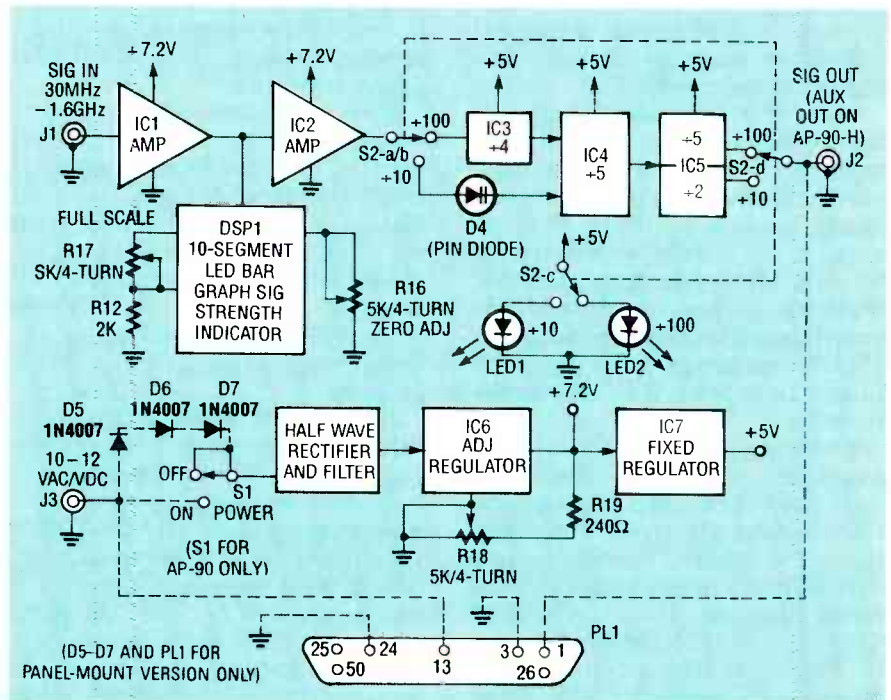 +7.2V
+7.2V
SIG IN
30MHz
–1.6GHz
J1
IC1
AMP
IC2
AMP
S2-a/b
+100
+10
+5V
IC3
÷4
D4
(PIN DIODE)
+5V
IC4
÷5
+5V
÷5
IC5
÷2
+100
S2-d
+10
SIG OUT
(AUX
OUT ON
AP-90-H)
J2
FULL SCALE
R17
SK/4-TURN
R12
2K
DSP1
10-SEGMENT
LED BAR
GRAPH SIG
STRENGTH
INDICATOR
R16
5K/4-TURN
ZERO ADJ
+5V
S2-c
+10
LED1
+100
LED2
D5
1N4007
D6
1N4007
D7
1N4007
10–12
VAC/VDC
J3
OFF
S1
ON
POWER
(S1 FOR
AP-90 ONLY)
HALF WAVE
RECTIFIER
AND FILTER
IC6
ADJ
REGULATOR
R18
5K/4-TURN
+7.2V
R19
240Ω
IC7
FIXED
REGULATOR
+5V
(D5-D7 AND PL1 FOR
PANEL-MOUNT VERSION ONLY)
PL1
25
24
50
13
3
1
26